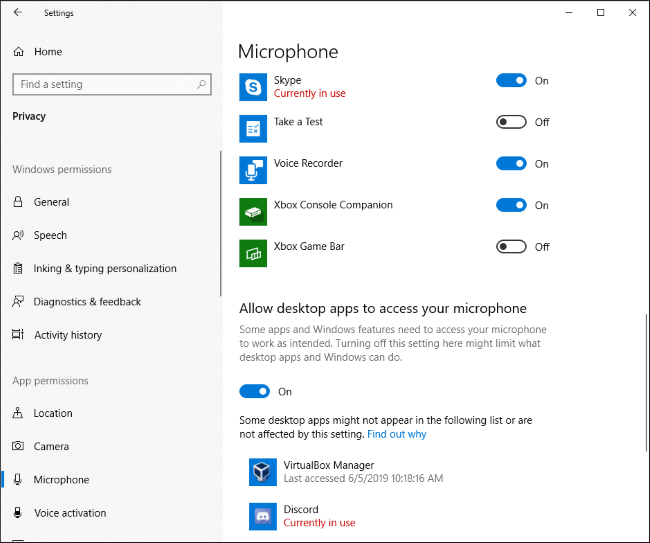 Settings
Home
Find a setting
Privacy
Windows permissions
General
Speech
Inking & typing personalization
Diagnostics & feedback
Activity history
App permissions
Location
Camera
Microphone
Voice activation
Microphone
Skype
Currently in use
On
Take a Test
Off
Voice Recorder
On
Xbox Console Companion
On
Xbox Game Bar
Off
Allow desktop apps to access your microphone
Some apps and Windows features need to access your microphone
to work as intended. Turning off this setting here might limit what
desktop apps and Windows can do.
On
Some desktop apps might not appear in the following list or are
not affected by this setting. Find out why
VirtualBox Manager
Last accessed 6/5/2019 10:18:16 AM
Discord
Currently in use